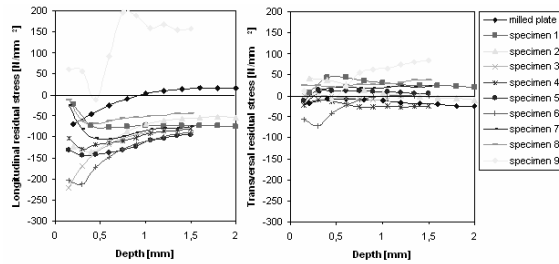 Longitudinal residual stress [N/mm²]
200
150
100
50
0
-50
-100
-150
-200
-250
-300
0
0,5
1
1,5
2
Depth [mm]
Transversal residual stress [N/mm²]
200
150
100
50
0
-50
-100
-150
-200
-250
-300
0
0,5
1
1,5
2
Depth [mm]
milled plate
specimen 1
specimen 2
specimen 3
specimen 4
specimen 5
specimen 6
specimen 7
specimen 8
specimen 9